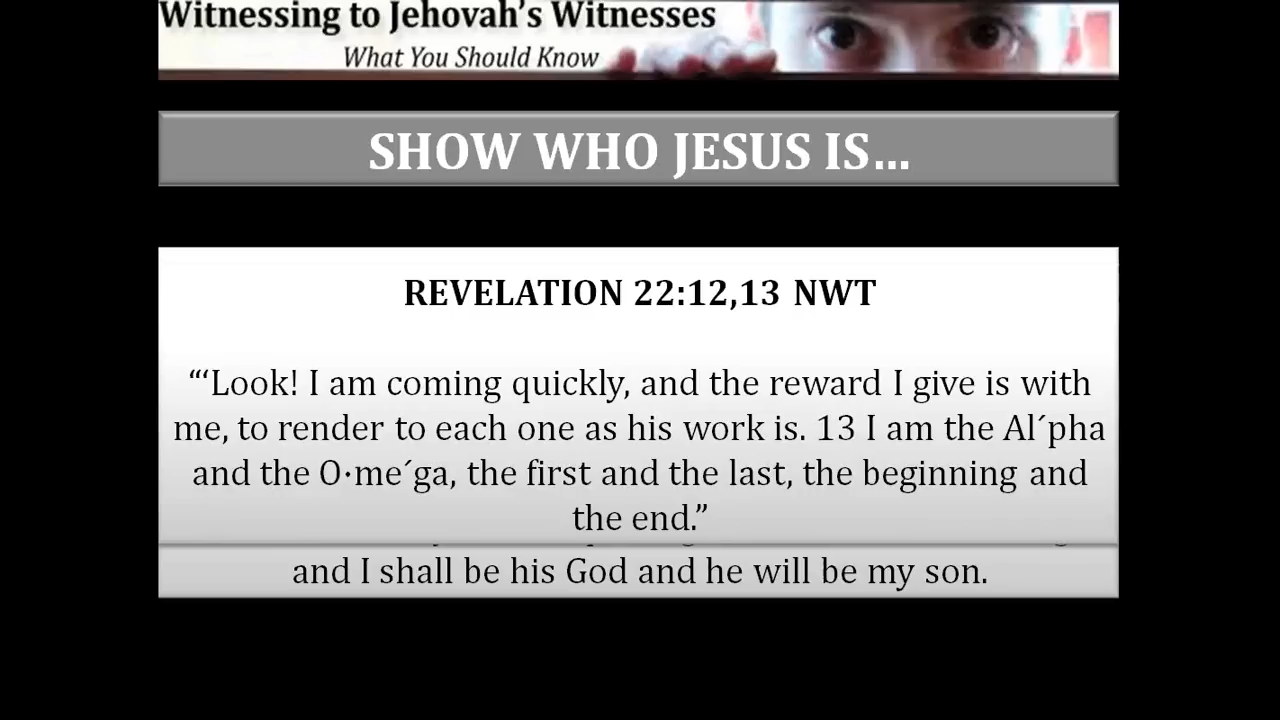 Witnessing to Jehovah's Witnesses
What You Should Know
SHOW WHO JESUS IS...
REVELATION 22:12,13 NWT
“‘Look! I am coming quickly, and the reward I give is with
me, to render to each one as his work is. 13 I am the Al´pha
and the O·me´ga, the first and the last, the beginning and
the end.”
and I shall be his God and he will be my son.